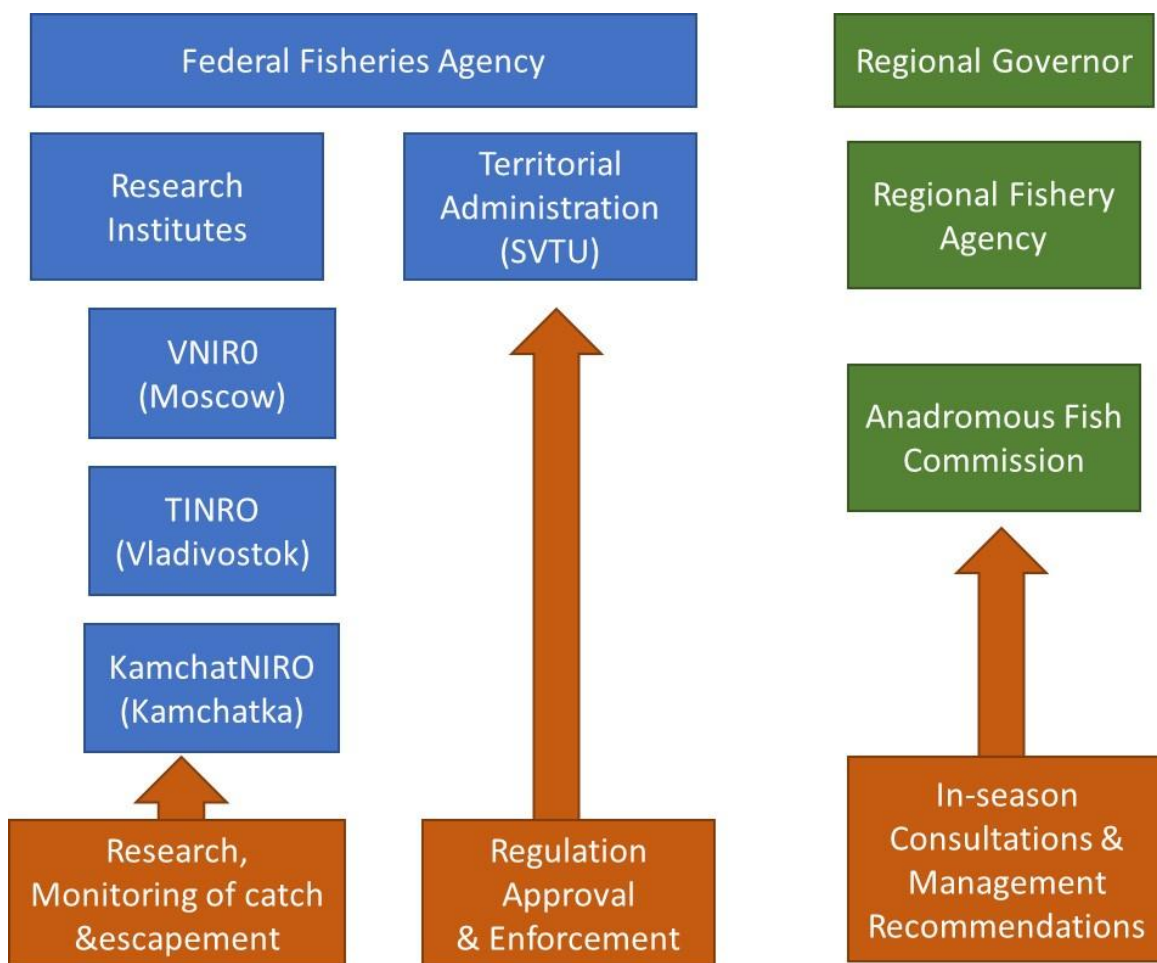 Federal Fisheries Agency
Regional Governor
Research
Institutes
Territorial
Administration
(SVTU)
Regional Fishery
Agency
VNIR0
(Moscow)
Anadromous Fish
Commission
TINRO
(Vladivostok)
KamchatNIRO
(Kamchatka)
Research,
Monitoring of catch
&escapement
Regulation
Approval
& Enforcement
In-season
Consultations &
Management
Recommendations